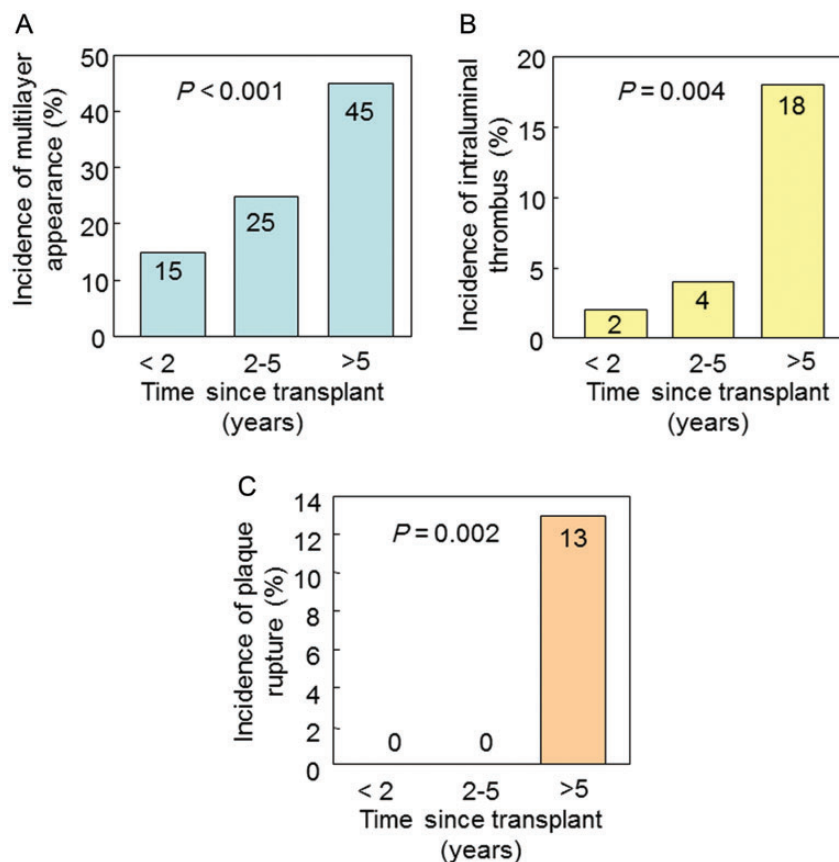 A
Incidence of multilayer
appearance (%)
50
40
30
20
10
0
P < 0.001
15
25
45
< 2
2-5
>5
Time since transplant
(years)
B
Incidence of intraluminal
thrombus (%)
20
15
10
5
0
P = 0.004
2
4
18
< 2
2-5
>5
Time since transplant
(years)
C
Incidence of plaque
rupture (%)
14
12
10
8
6
4
2
0
P = 0.002
0
0
13
< 2
2-5
>5
Time since transplant
(years)